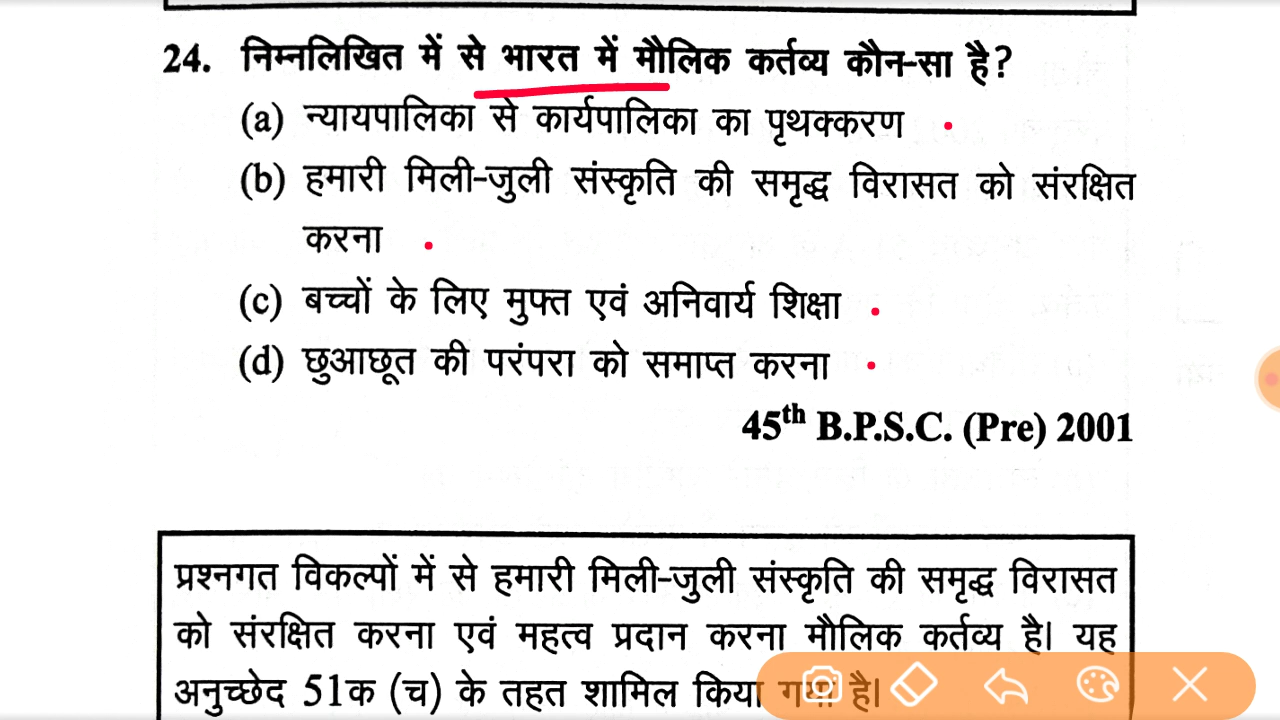 24. निम्नलिखित में से भारत में मौलिक कर्तव्य कौन-सा है?
(a) न्यायपालिका से कार्यपालिका का पृथक्करण
(b) हमारी मिली-जुली संस्कृति की समृद्ध विरासत को संरक्षित
करना
(c) बच्चों के लिए मुफ्त एवं अनिवार्य शिक्षा
(d) छुआछूत की परंपरा को समाप्त करना
45th B.P.S.C. (Pre) 2001
प्रश्नगत विकल्पों में से हमारी मिली-जुली संस्कृति की समृद्ध विरासत
को संरक्षित करना एवं महत्व प्रदान करना मौलिक कर्तव्य है। यह
अनुच्छेद 51क (च) के तहत शामिल किया गया है।